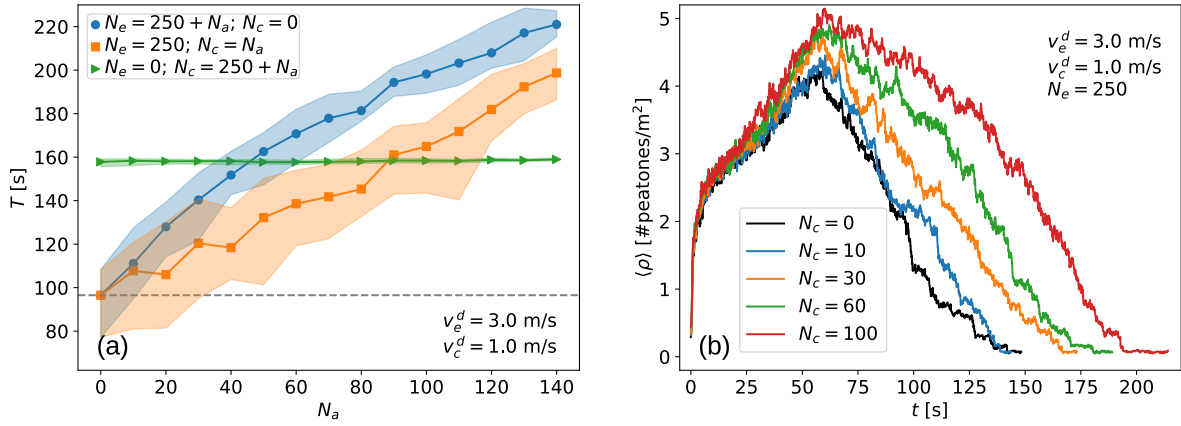 220
200
180
160
140
120
100
80
T [s]
N_e = 250 + N_a; N_c = 0
N_e = 250; N_c = N_a
N_e = 0; N_c = 250 + N_a
v_e^d = 3.0 m/s
v_c^d = 1.0 m/s
(a)
0 20 40 60 80 100 120 140
N_a
5
4
3
2
1
0
⟨ρ⟩ [#peatones/m²]
v_e^d = 3.0 m/s
v_c^d = 1.0 m/s
N_e = 250
N_c = 0
N_c = 10
N_c = 30
N_c = 60
N_c = 100
(b)
0 25 50 75 100 125 150 175 200
t [s]